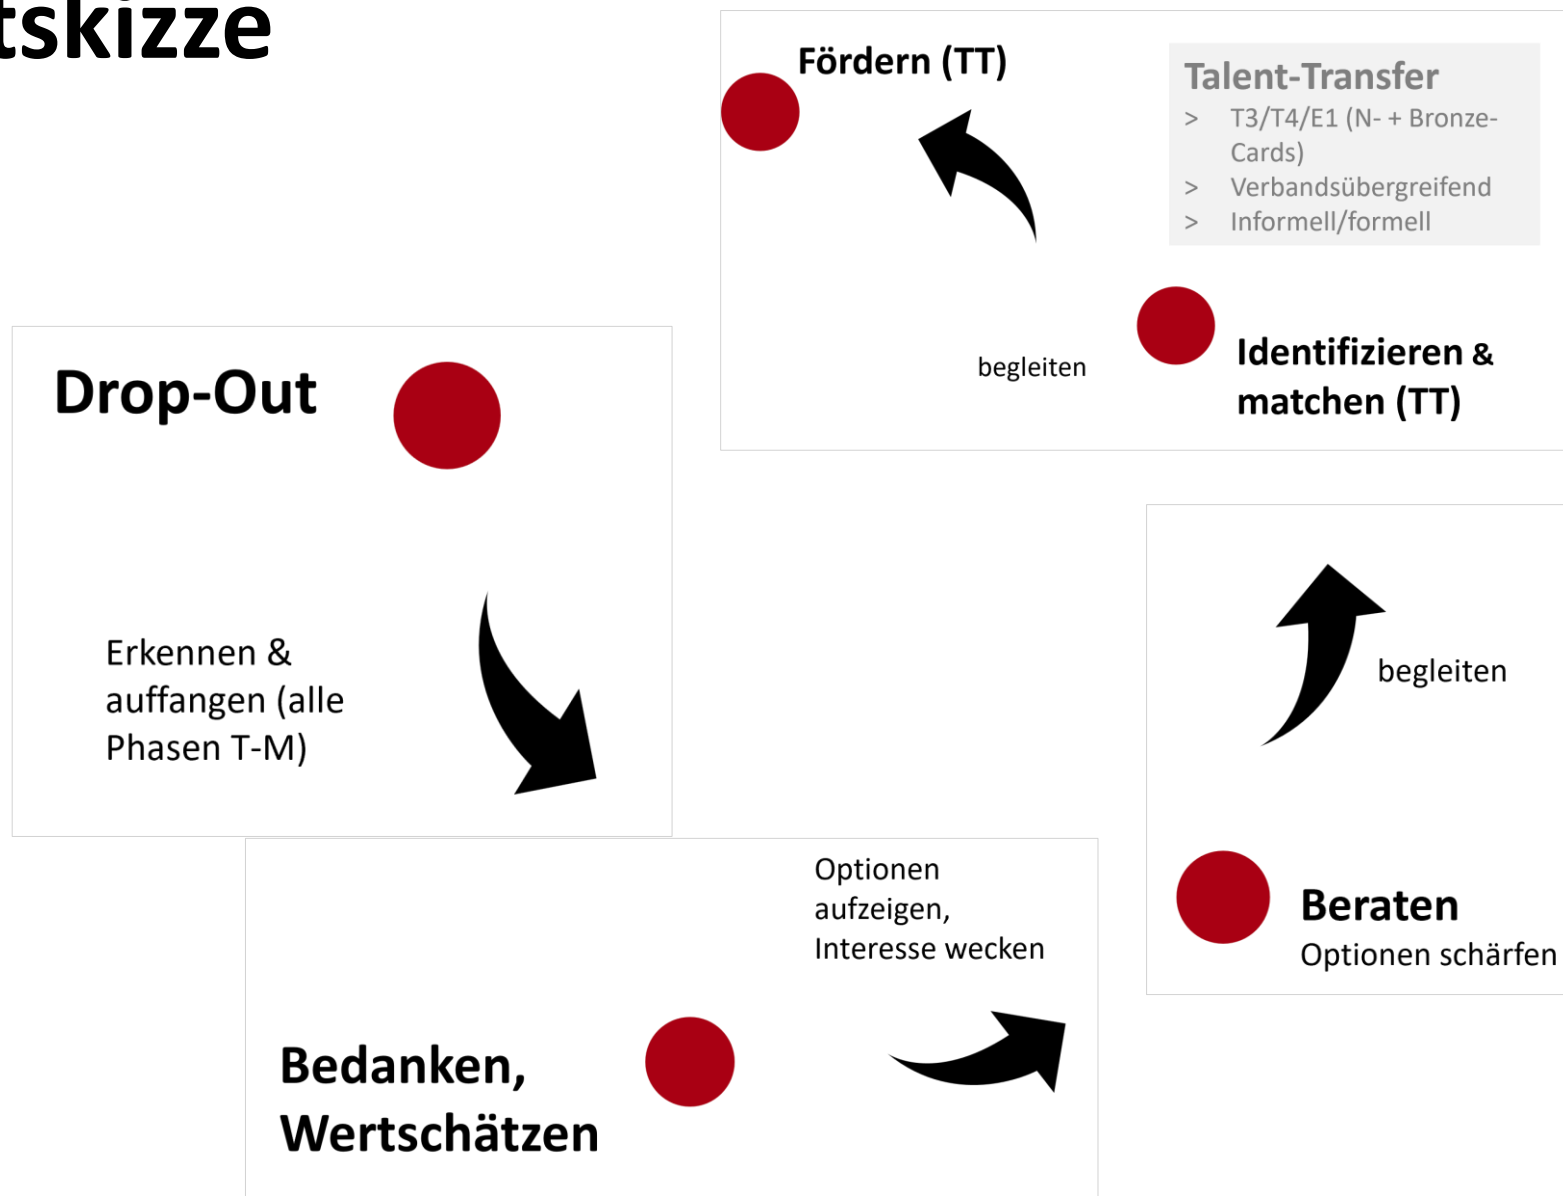 tskizze
Fördern (TT)
Talent-Transfer
> T3/T4/E1 (N- + Bronze-
Cards)
> Verbandsübergreifend
> Informell/formell
begleiten
Identifizieren &
matchen (TT)
Drop-Out
Erkennen &
auffangen (alle
Phasen T-M)
begleiten
Beraten
Optionen schärfen
Optionen
aufzeigen,
Interesse wecken
Bedanken,
Wertschätzen